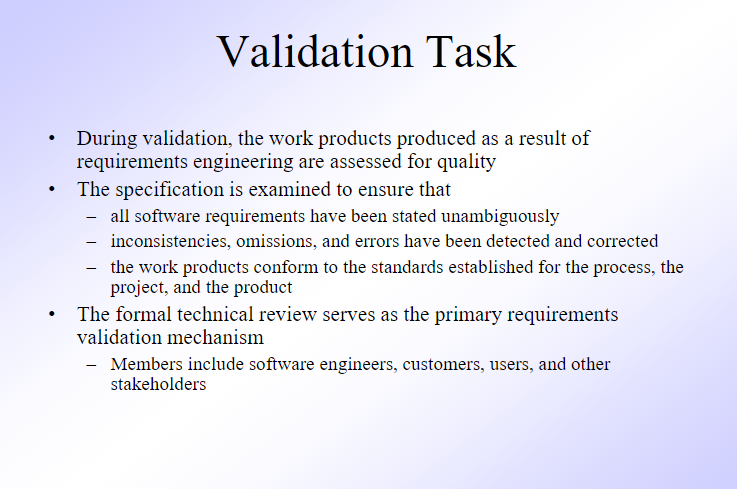 Validation Task
• During validation, the work products produced as a result of
requirements engineering are assessed for quality
• The specification is examined to ensure that
– all software requirements have been stated unambiguously
– inconsistencies, omissions, and errors have been detected and corrected
– the work products conform to the standards established for the process, the
project, and the product
• The formal technical review serves as the primary requirements
validation mechanism
– Members include software engineers, customers, users, and other
stakeholders